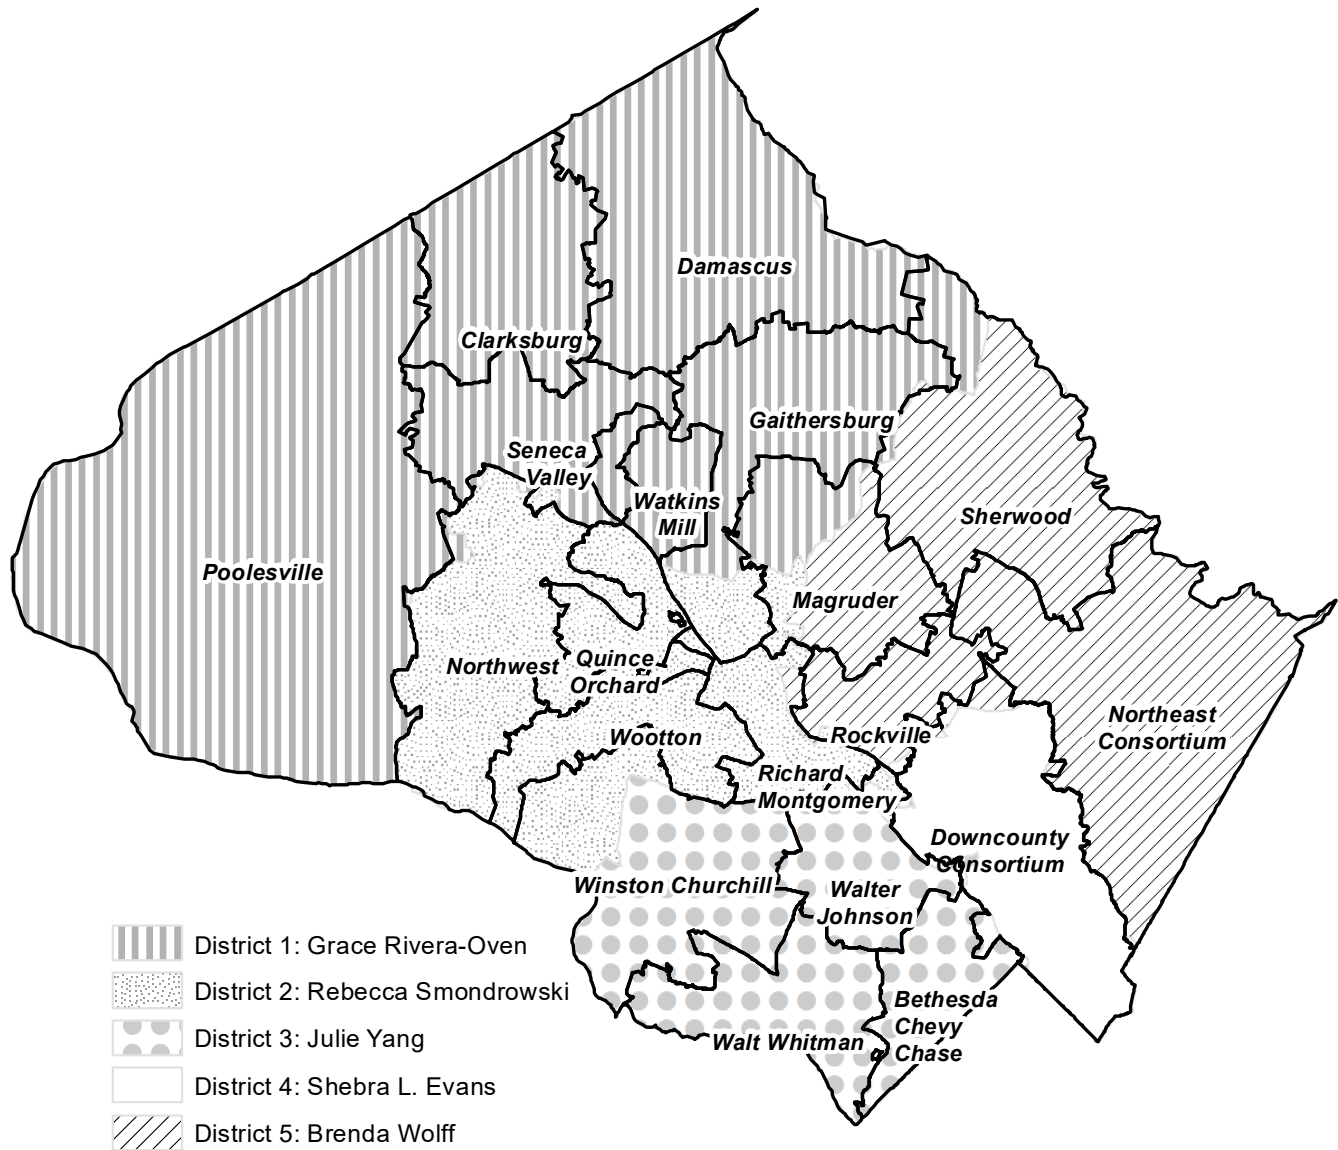 Damascus
Clarksburg
Gaithersburg
Seneca
Valley
Watkins
Mill
Sherwood
Poolesville
Magruder
Northwest
Quince
Orchard
Northeast
Consortium
Wootton
Rockville
Richard
Montgomery
Downcounty
Consortium
Winston Churchill
Walter
Johnson
Bethesda
Chevy
Chase
Walt Whitman
District 1: Grace Rivera-Oven
District 2: Rebecca Smondrowski
District 3: Julie Yang
District 4: Shebra L. Evans
District 5: Brenda Wolff